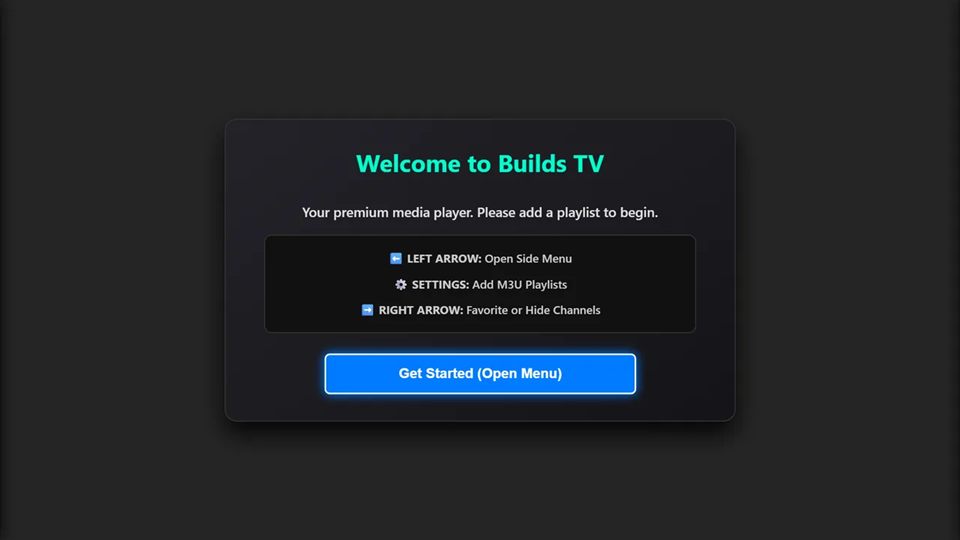 Welcome to Builds TV
Your premium media player. Please add a playlist to begin.
⬅️ LEFT ARROW: Open Side Menu
⚙️ SETTINGS: Add M3U Playlists
➡️ RIGHT ARROW: Favorite or Hide Channels
Get Started (Open Menu)